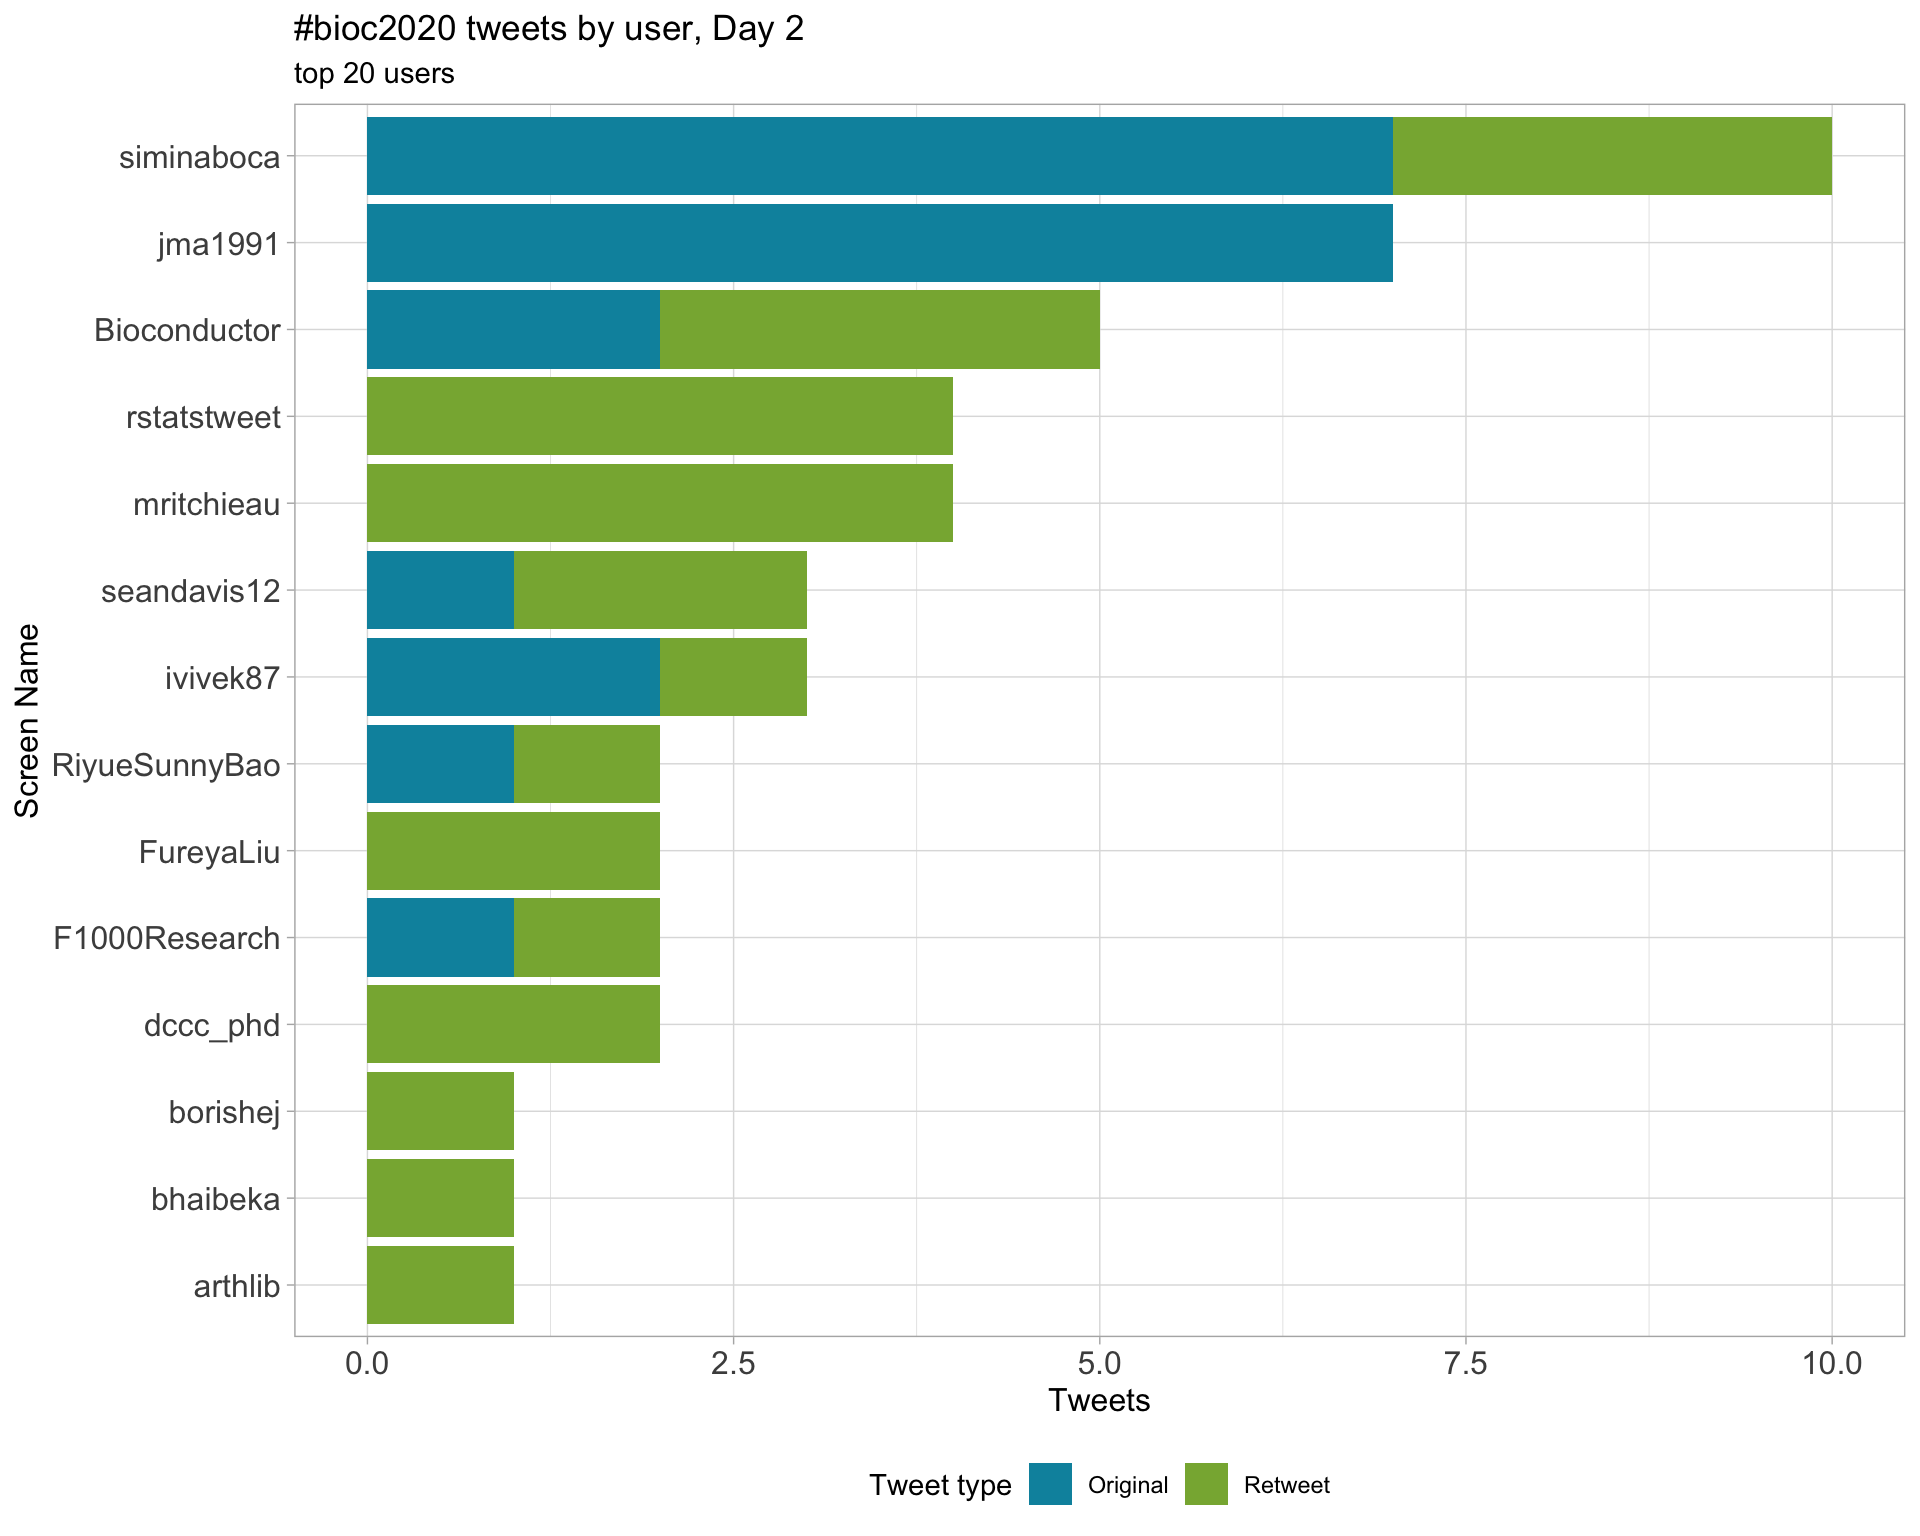 #bioc2020 tweets by user, Day 2
top 20 users
Screen Name
siminaboca
jma1991
Bioconductor
rstatstweet
mritchieau
seandavis12
ivivek87
RiyueSunnyBao
FureyaLiu
F1000Research
dccc_phd
borishej
bhaibeka
arthlib
0.0 2.5 5.0 7.5 10.0
Tweets
Tweet type Original Retweet